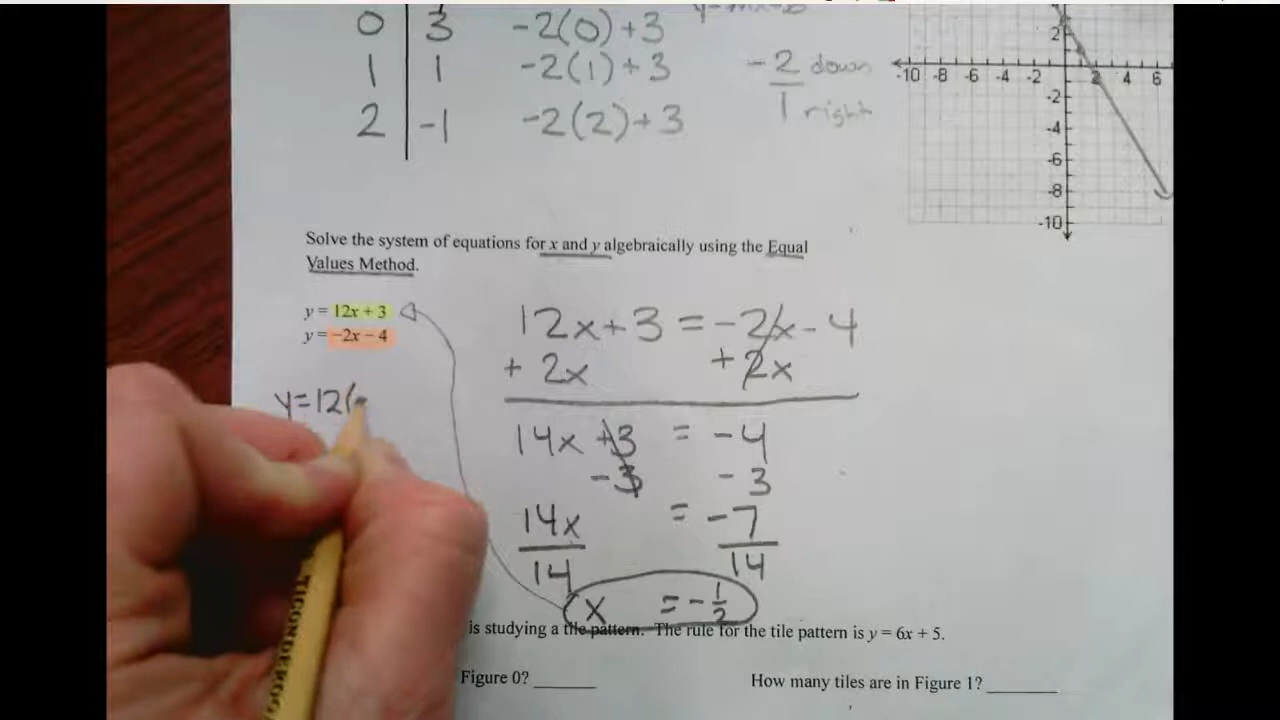 0 3 -2(0)+3
1 1 -2(1)+3
2 -1 -2(2)+3
-2 down
1 right
2
-10 -8 -6 -4 -2 2 4 6
-2
-4
-6
-8
-10
Solve the system of equations for x and y algebraically using the Equal
Values Method.
y = 12x + 3
y = −2x − 4
y=12(
12x+3 = -2x-4
+ 2x +2x
14x +3 = -4
-3 -3
14x = -7
14 14
x = -1/2
is studying a tile pattern. The rule for the tile pattern is y = 6x + 5.
Figure 0? ______ How many tiles are in Figure 1? ______
TICONDEROG